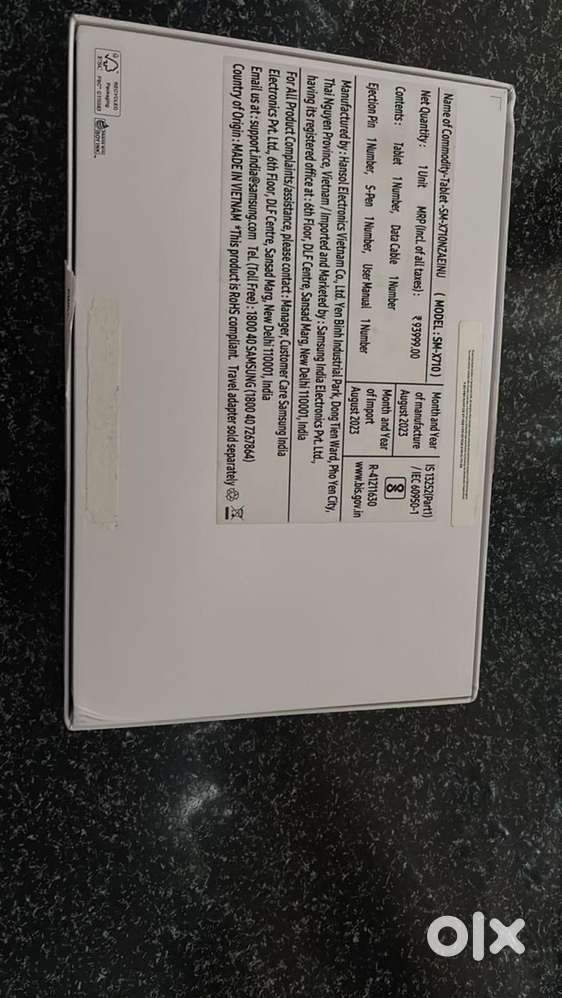 Name of Commodity-Tablet -SM-X710NZAEINU ( MODEL : SM-X710 )
Net Quantity : 1 Unit MRP (Incl. of all taxes) : ₹ 93999.00
Contents : Tablet 1 Number, Data Cable 1 Number
Ejection Pin 1 Number, S-Pen 1 Number, User Manual 1 Number
Month and Year
of manufacture
August 2023
Month and Year
of Import
August 2023
IS 13252(Part1)
/ IEC 60950-1
R-41211630
www.bis.gov.in
Manufactured by : Hansol Electronics Vietnam Co., Ltd. Yen Binh Industrial Park, Dong Tien Ward, Pho Yen City,
Thai Nguyen Province, Vietnam / Imported and Marketed by : Samsung India Electronics Pvt. Ltd.,
having its registered office at : 6th Floor, DLF Centre, Sansad Marg, New Delhi 110001, India
For All Product Complaints/assistance, please contact : Manager, Customer Care Samsung India
Electronics Pvt. Ltd., 6th Floor, DLF Centre, Sansad Marg, New Delhi 110001, India
Email us at : support.india@samsung.com Tel. (Toll Free) : 1800 40 SAMSUNG (1800 40 7267864)
Country of Origin : MADE IN VIETNAM *This product is RoHS compliant. Travel adapter sold separately
RECYCLED
Packaging
FSC
SOY INK
olx